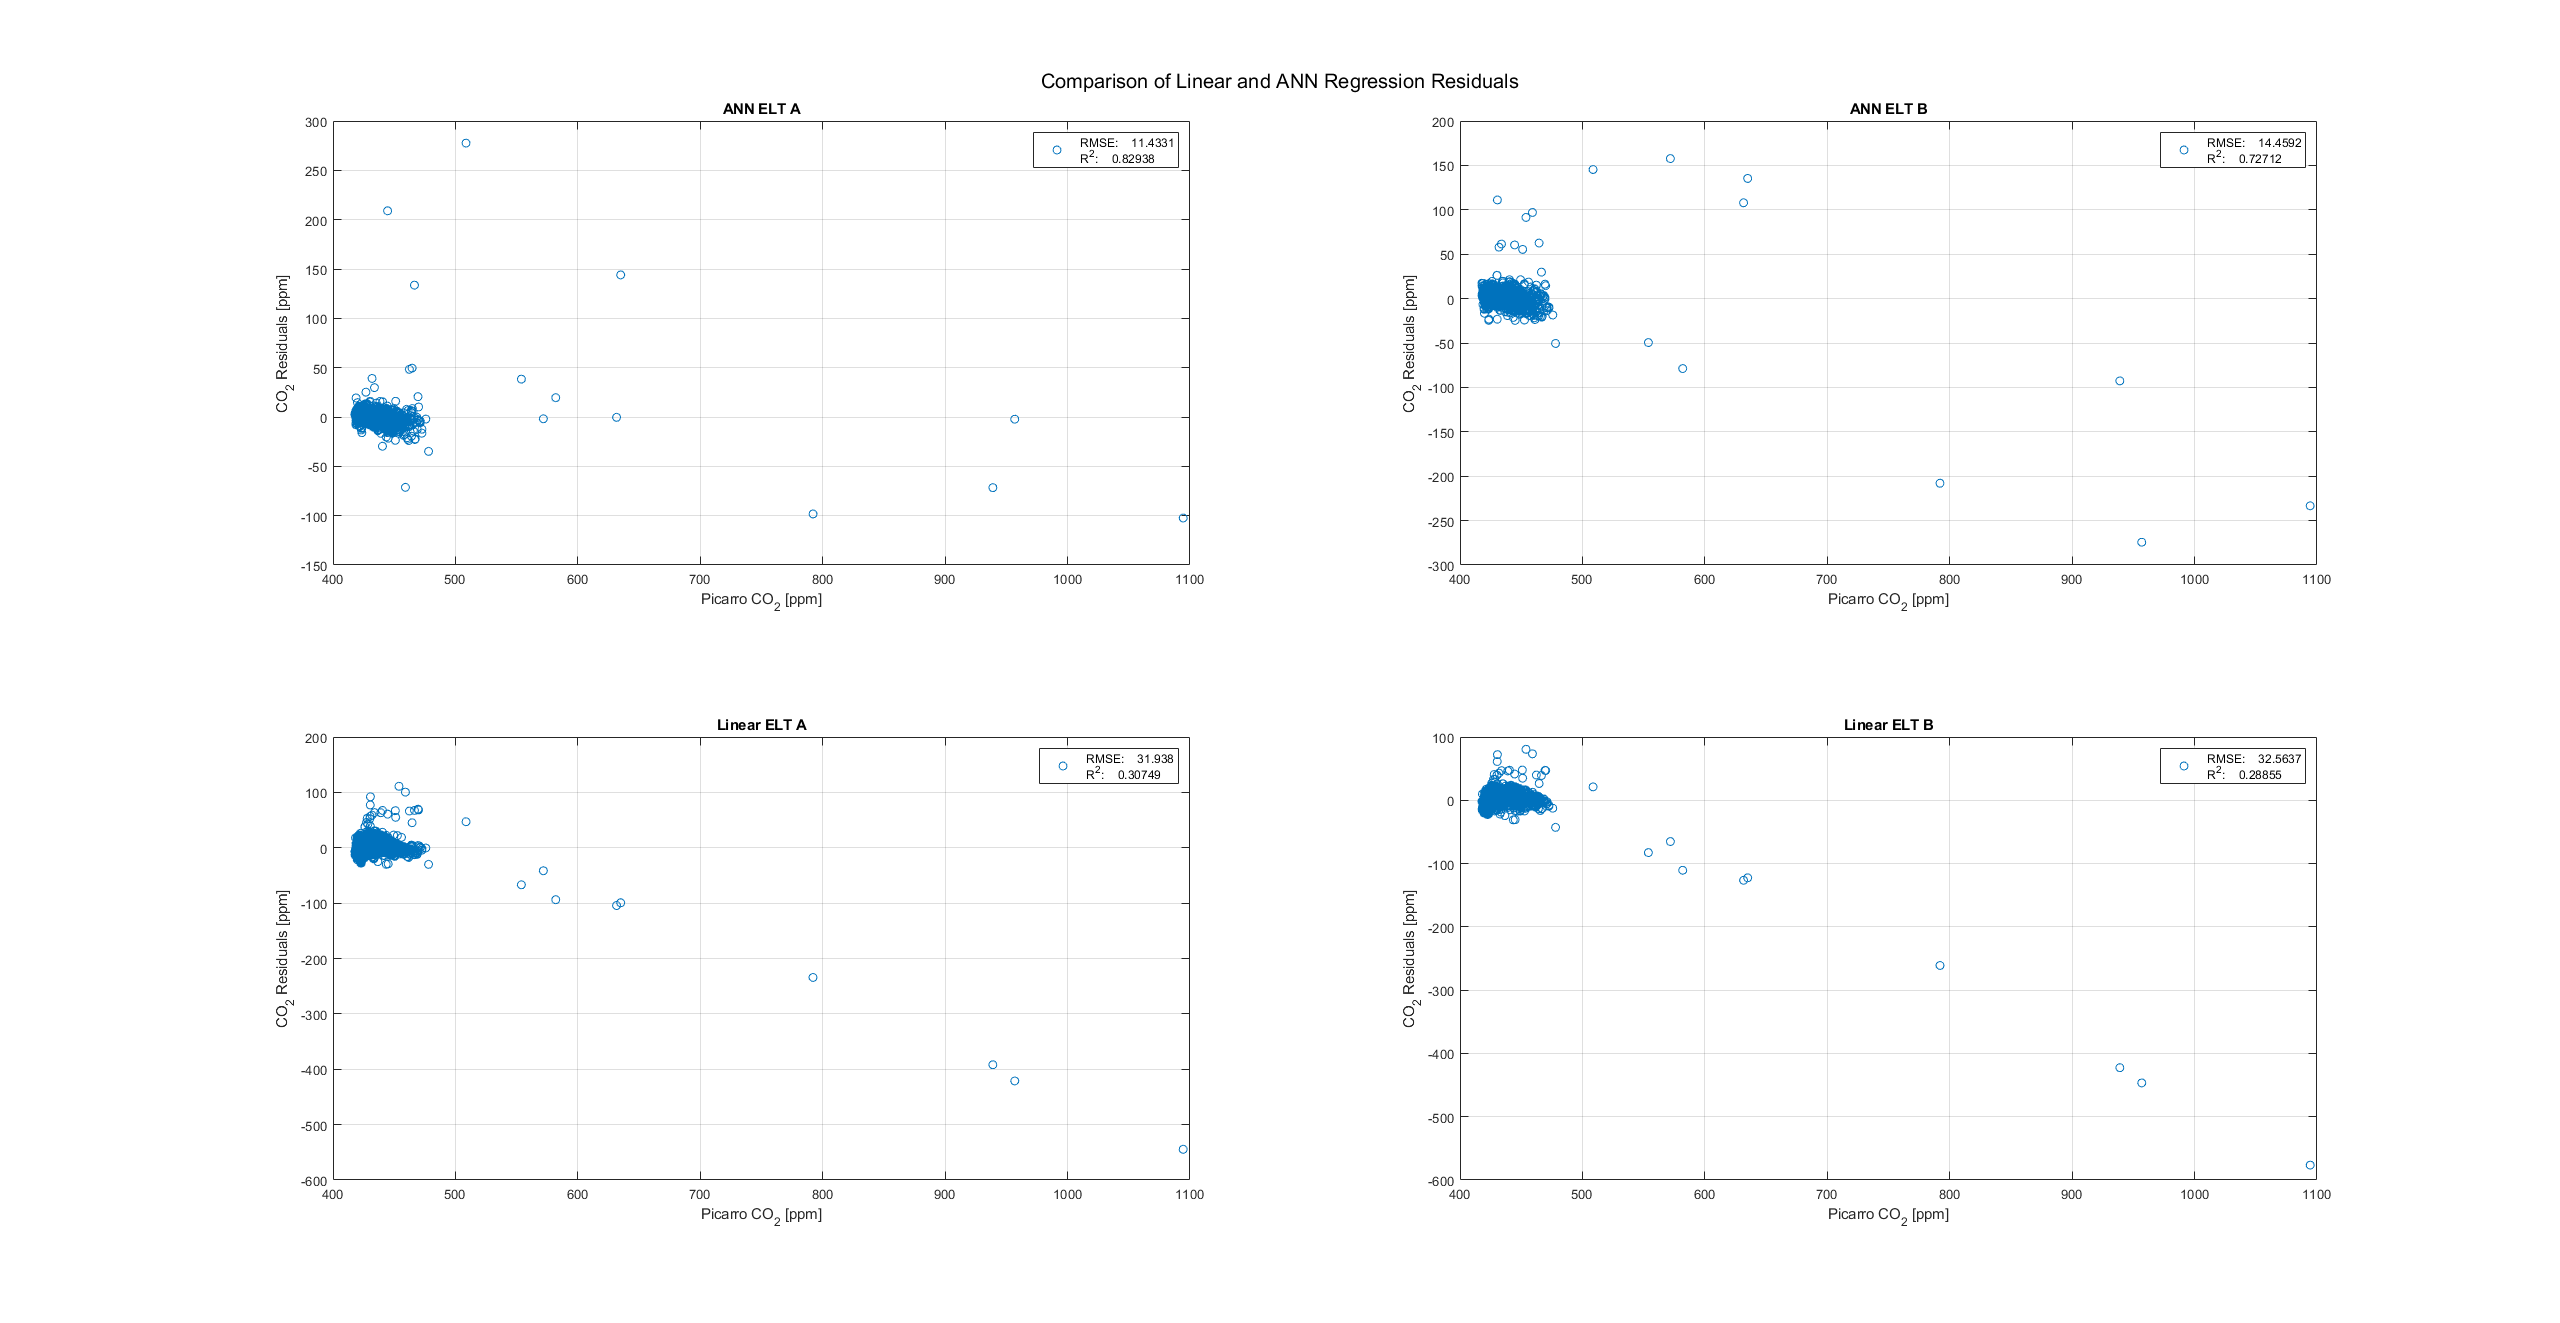 Comparison of Linear and ANN Regression Residuals
ANN ELT A
RMSE: 11.4331
R²: 0.82938
300
250
200
150
100
50
0
-50
-100
-150
CO₂ Residuals [ppm]
400 500 600 700 800 900 1000 1100
Picarro CO₂ [ppm]
ANN ELT B
RMSE: 14.4592
R²: 0.72712
200
150
100
50
0
-50
-100
-150
-200
-250
-300
CO₂ Residuals [ppm]
400 500 600 700 800 900 1000 1100
Picarro CO₂ [ppm]
Linear ELT A
RMSE: 31.938
R²: 0.30749
200
100
0
-100
-200
-300
-400
-500
-600
CO₂ Residuals [ppm]
400 500 600 700 800 900 1000 1100
Picarro CO₂ [ppm]
Linear ELT B
RMSE: 32.5637
R²: 0.28855
100
0
-100
-200
-300
-400
-500
-600
CO₂ Residuals [ppm]
400 500 600 700 800 900 1000 1100
Picarro CO₂ [ppm]